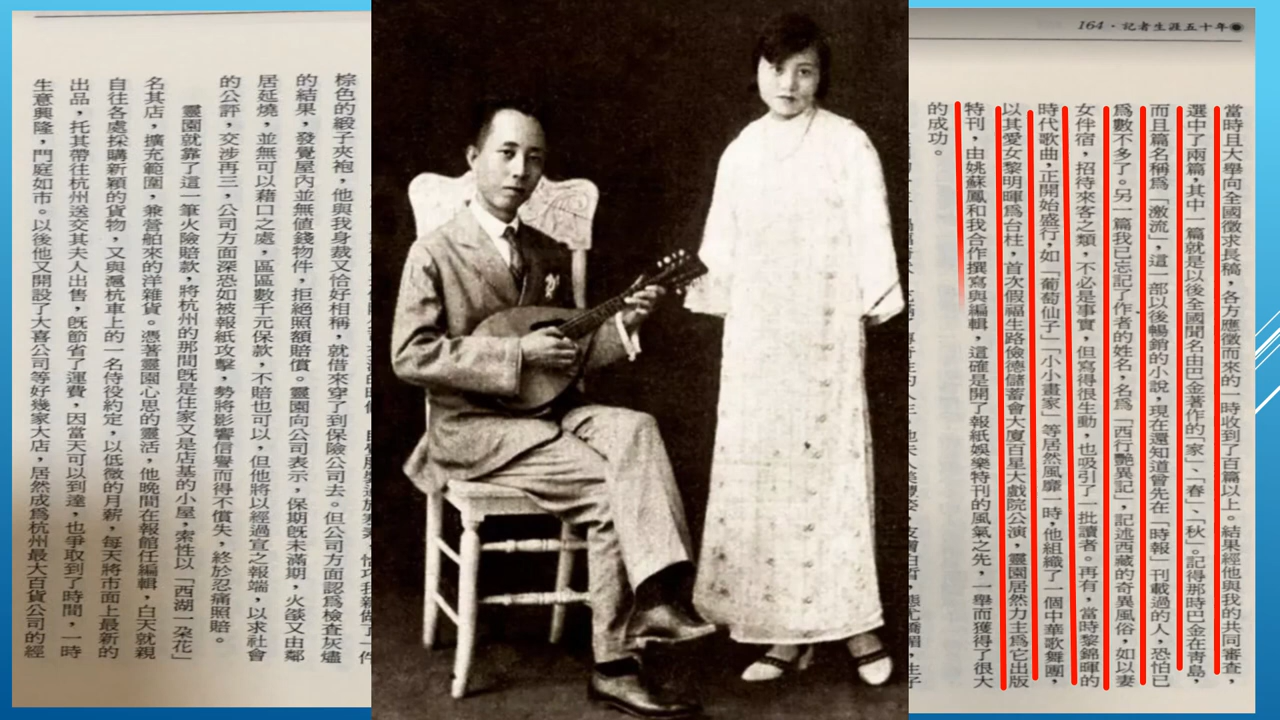 164・記者生涯五十年
當時且大舉向全國徵求長稿，各方應徵而來的一時收到了百篇以上。結果經他與我的共同審查，
選中了兩篇，其中一篇就是以後全國聞名由巴金著作的「家」、「春」、「秋」。記得那時巴金在青島，
而且篇名稱爲「激流」，這一部以後暢銷的小說，現在還知道曾先在「時報」刊載過的人，恐怕已
爲數不多了。另一篇我已忘記了作者的姓名，名爲「西行艷異記」，記述西藏的奇異風俗，如以妻
女伴宿，招待來客之類，不必是事實，但寫得很生動，也吸引了一批讀者。再有，當時黎錦暉的
時代歌曲，正開始盛行，如「葡萄仙子」「小小畫家」等居然風靡一時，他組織了一個中華歌舞團，
以其愛女黎明暉爲台柱，首次假福生路儉德儲蓄會大廈百星大戲院公演，靈園居然力主爲它出版
特刊，由姚蘇鳳和我合作撰寫與編輯，這確是開了報紙娛樂特刊的風氣之先，一舉而獲得了很大
的成功。
棕色的緞子夾袍，他與我身裁又恰好相稱，就借來穿了到保險公司去。但公司方面認爲檢查灰燼
的結果，發覺屋內並無値錢物件，拒絕照額賠償。靈園向公司表示，保期旣未滿期，火燄又由鄰
居延燒，並無可以藉口之處，區區數千元保款，不賠也可以，但他將以經過宣之報端，以求社會
的公評，交涉再三，公司方面深恐如被報紙攻擊，勢將影響信譽而得不償失，終於忍痛照賠。
靈園就靠了這一筆火險賠款，將杭州的那間旣是住家又是店基的小屋，索性以「西湖一朶花」
名其店，擴充範圍，兼營舶來的洋雜貨。憑著靈園心思的靈活，他晚間在報館任編輯，白天就親
自往各處採購新穎的貨物，又與滬杭車上的一名侍役約定，以低微的月薪，每天將市面上最新的
出品，托其帶往杭州送交其夫人出售，旣節省了運費，因當天可以到達，也爭取到了時間，一時
生意興隆，門庭如市。以後他又開設了大喜公司等好幾家大店，居然成爲杭州最大百貨公司的經